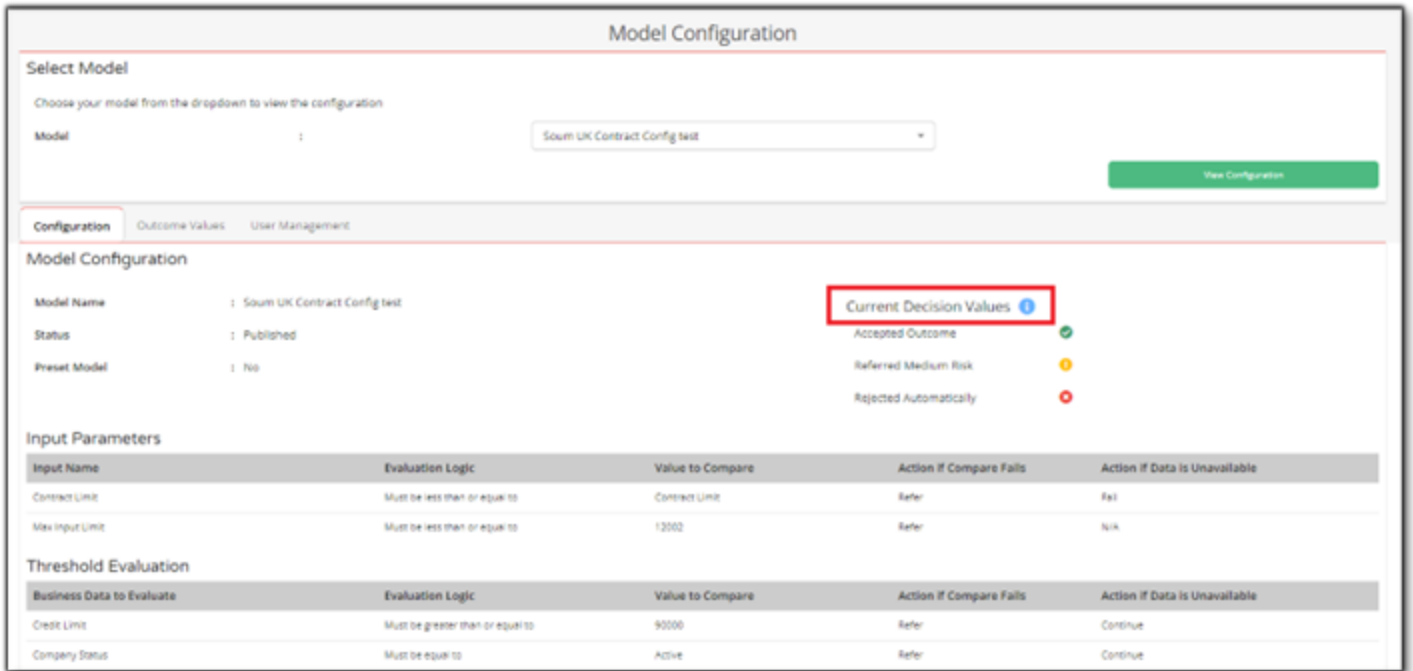 Model Configuration
Select Model
Choose your model from the dropdown to view the configuration
Model : Soum UK Contract Config test
View Configuration
Configuration Outcome Values User Management
Model Configuration
Model Name : Soum UK Contract Config test
Current Decision Values
Status : Published
Accepted Outcome
Preset Model : No
Referred Medium Risk
Rejected Automatically
Input Parameters
Input Name Evaluation Logic Value to Compare Action if Compare Fails Action if Data is Unavailable
Contract Limit Must be less than or equal to Contract Limit Refer Fail
Max Input Limit Must be less than or equal to 12002 Refer N/A
Threshold Evaluation
Business Data to Evaluate Evaluation Logic Value to Compare Action if Compare Fails Action if Data is Unavailable
Credit Limit Must be greater than or equal to 90000 Refer Continue
Company Status Must be equal to Active Refer Continue